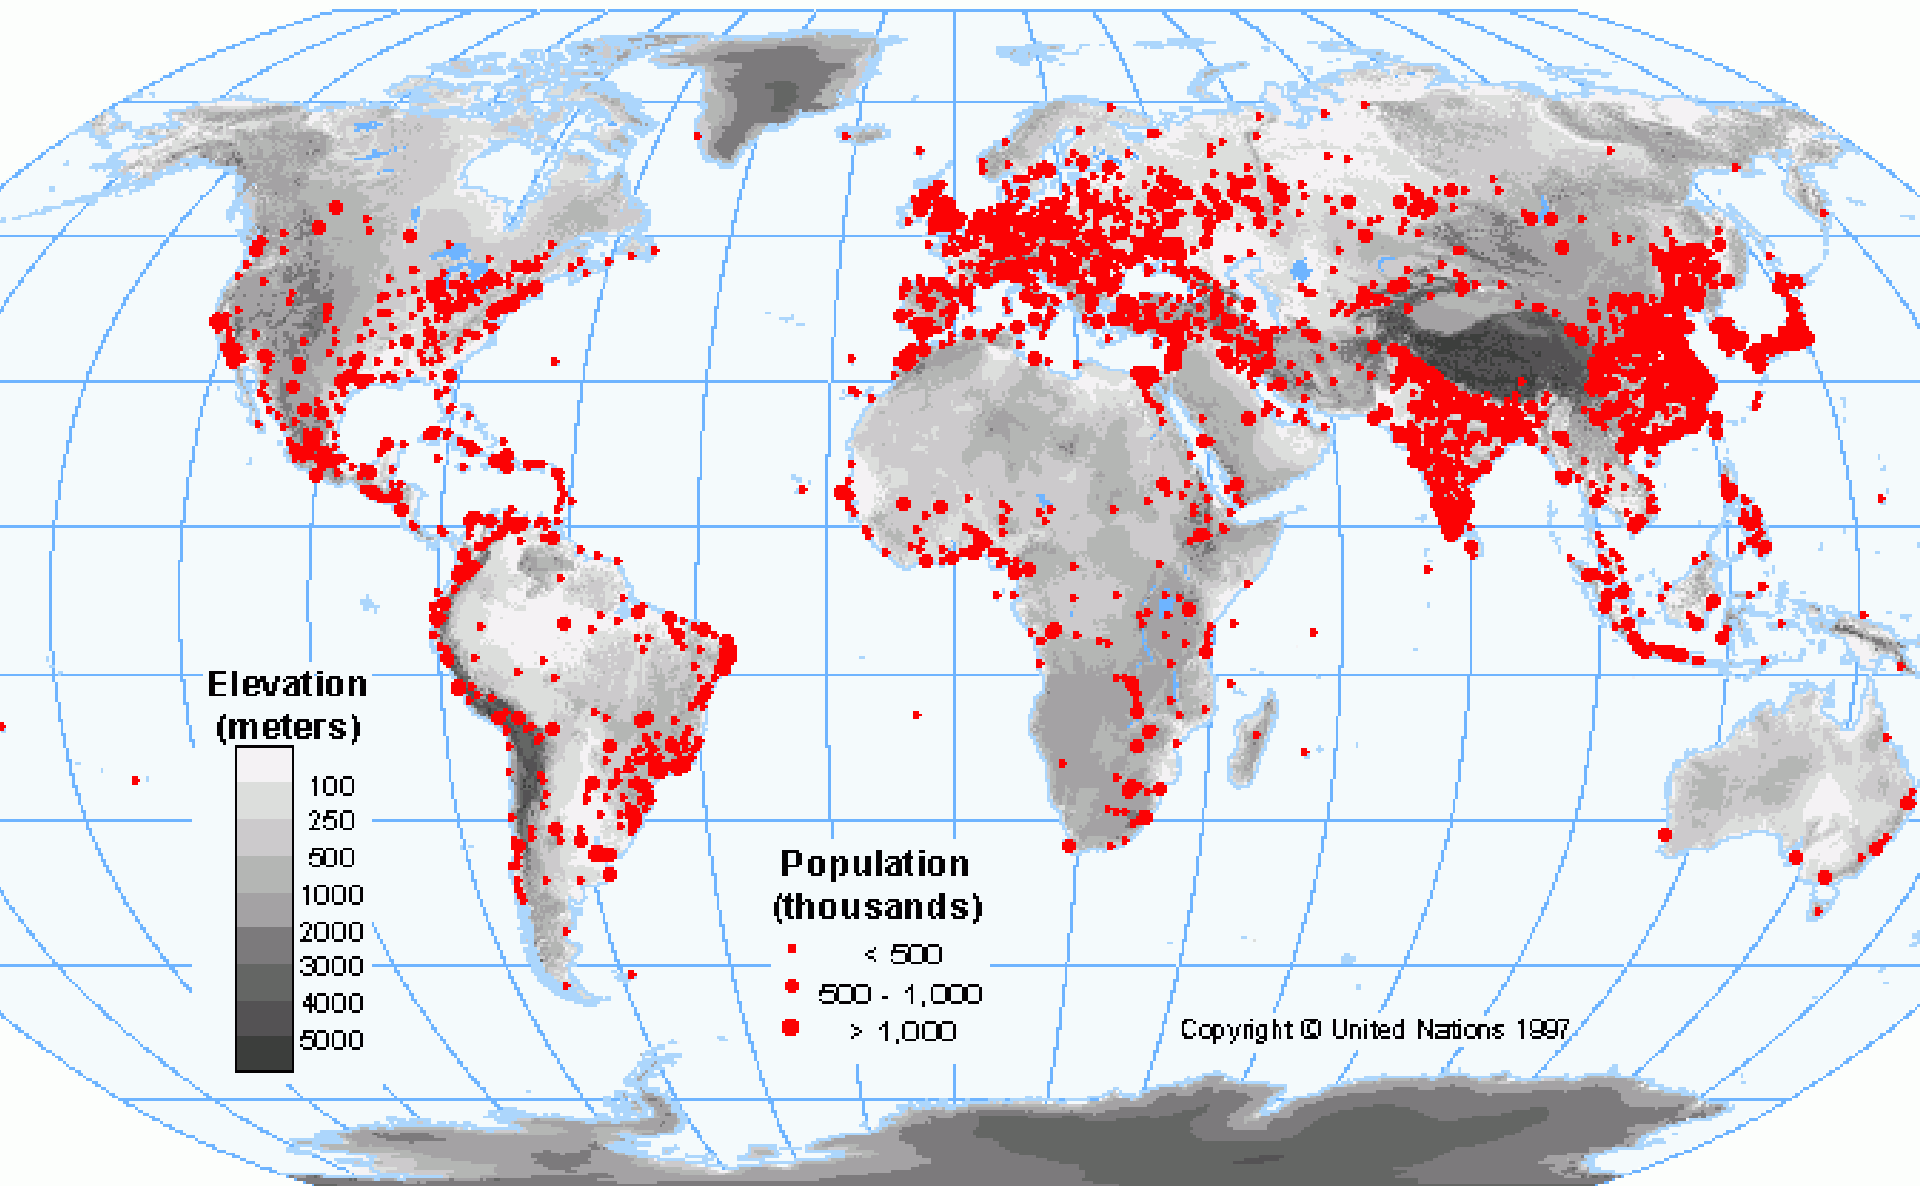 Elevation
(meters)
100
250
500
1000
2000
3000
4000
5000
Population
(thousands)
< 500
500 - 1,000
> 1,000
Copyright © United Nations 1997